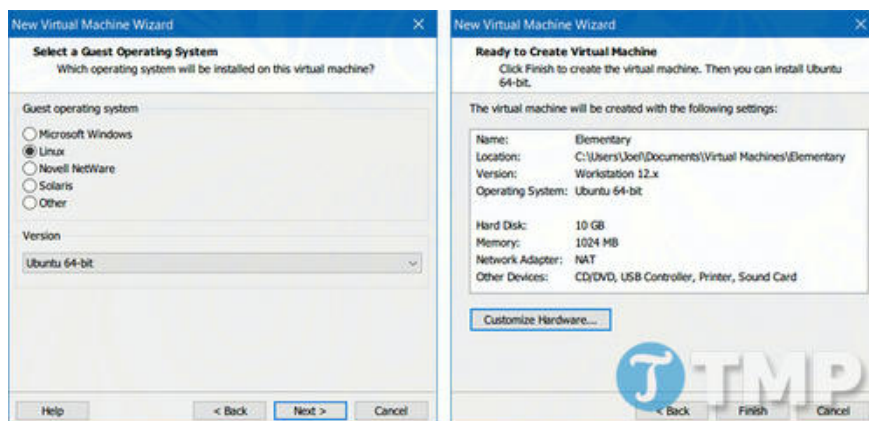 New Virtual Machine Wizard
Select a Guest Operating System
Which operating system will be installed on this virtual machine?
Guest operating system
Microsoft Windows
Linux
Novell NetWare
Solaris
Other
Version
Ubuntu 64-bit
Help
< Back
Next >
Cancel
New Virtual Machine Wizard
Ready to Create Virtual Machine
Click Finish to create the virtual machine. Then you can install Ubuntu
64-bit.
The virtual machine will be created with the following settings:
Name: Elementary
Location: C:\Users\Joel\Documents\Virtual Machines\Elementary
Version: Workstation 12.x
Operating System: Ubuntu 64-bit
Hard Disk: 10 GB
Memory: 1024 MB
Network Adapter: NAT
Other Devices: CD/DVD, USB Controller, Printer, Sound Card
Customize Hardware...
T TMP
< Back
Finish
Cancel